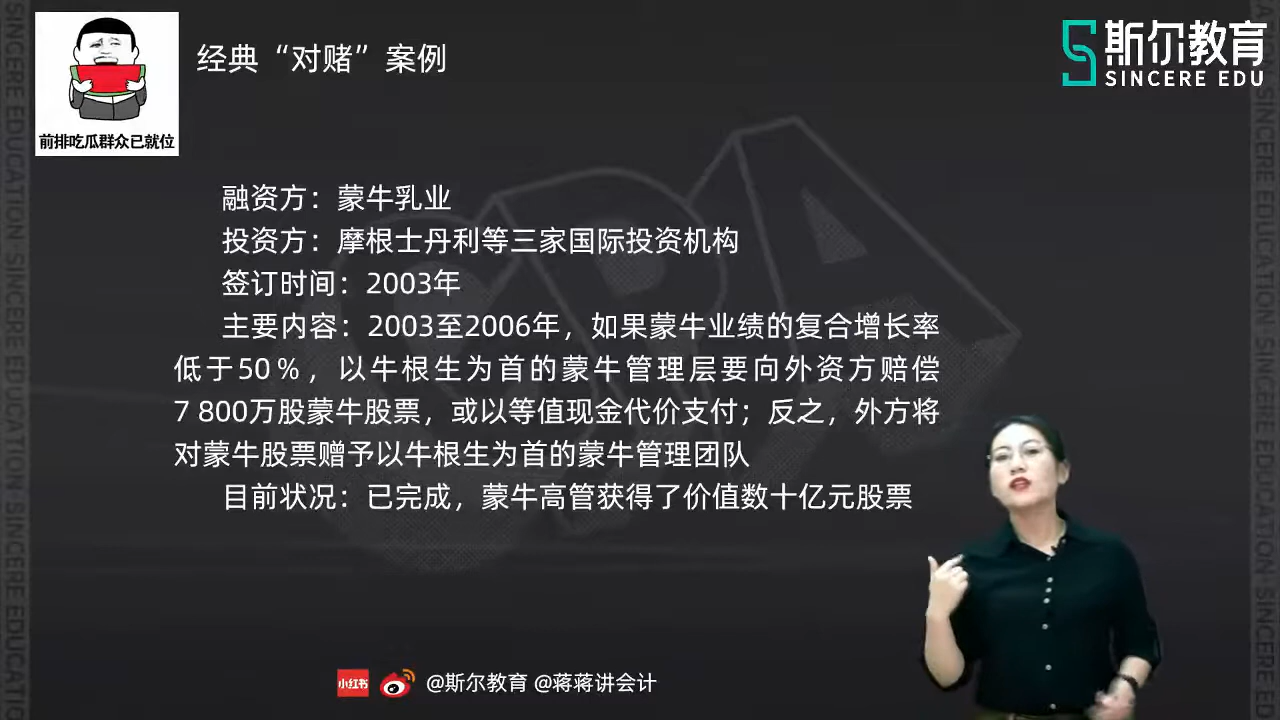 经典“对赌”案例
斯尔教育
SINCERE EDU
前排吃瓜群众已就位
融资方：蒙牛乳业
投资方：摩根士丹利等三家国际投资机构
签订时间：2003年
主要内容：2003至2006年，如果蒙牛业绩的复合增长率
低于50％，以牛根生为首的蒙牛管理层要向外资方赔偿
7 800万股蒙牛股票，或以等值现金代价支付；反之，外方将
对蒙牛股票赠予以牛根生为首的蒙牛管理团队
目前状况：已完成，蒙牛高管获得了价值数十亿元股票
小红书 @斯尔教育 @蒋蒋讲会计
CPA
SINCERE EDUCATION SINCERE EDUCATION
SINCERE EDUCATION SINCERE EDUCATION